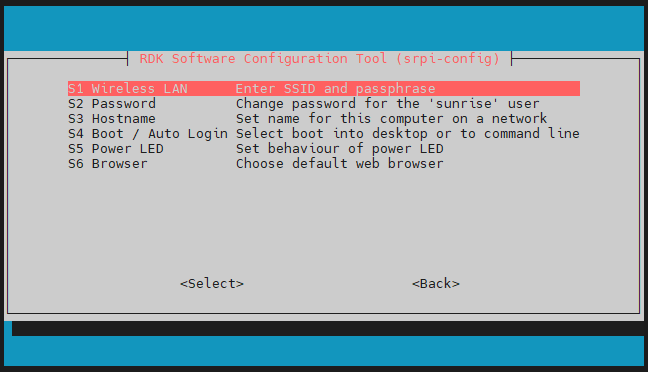 RDK Software Configuration Tool (srpi-config)
S1 Wireless LAN Enter SSID and passphrase
S2 Password Change password for the 'sunrise' user
S3 Hostname Set name for this computer on a network
S4 Boot / Auto Login Select boot into desktop or to command line
S5 Power LED Set behaviour of power LED
S6 Browser Choose default web browser
<Select> <Back>